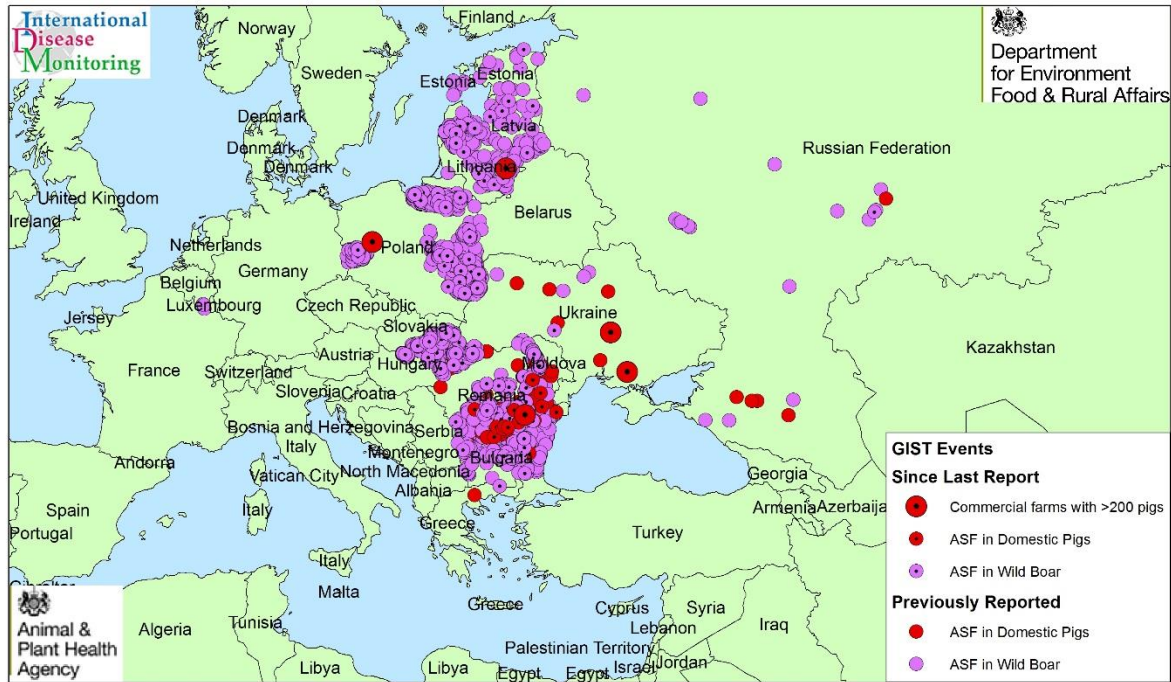 International
Disease
Monitoring
Department
for Environment
Food & Rural Affairs
Norway
Finland
Sweden
Estonia
Estonia
Denmark
Latvia
Denmark
Denmark
Lithuania
Russian Federation
United Kingdom
Ireland
Belarus
Netherlands
Poland
Germany
Belgium
Luxembourg
Czech Republic
Ukraine
Jersey
Slovakia
Austria
Moldova
Kazakhstan
France
Switzerland
Hungary
Slovenia
Croatia
Romania
Bosnia and Herzegovina
Serbia
Italy
Montenegro
Bulgaria
Andorra
Vatican City
North Macedonia
Georgia
Albania
Spain
Italy
Armenia
Azerbaija
Portugal
Greece
Turkey
Italy
Gibraltar
Malta
Greece
Cyprus
Syria
Algeria
Tunisia
Lebanon
Iraq
Palestinian Territory
Libya
Libya
Egypt
Egypt
Israel
Jordan
GIST Events
Since Last Report
Commercial farms with >200 pigs
ASF in Domestic Pigs
ASF in Wild Boar
Previously Reported
ASF in Domestic Pigs
ASF in Wild Boar
Animal &
Plant Health
Agency